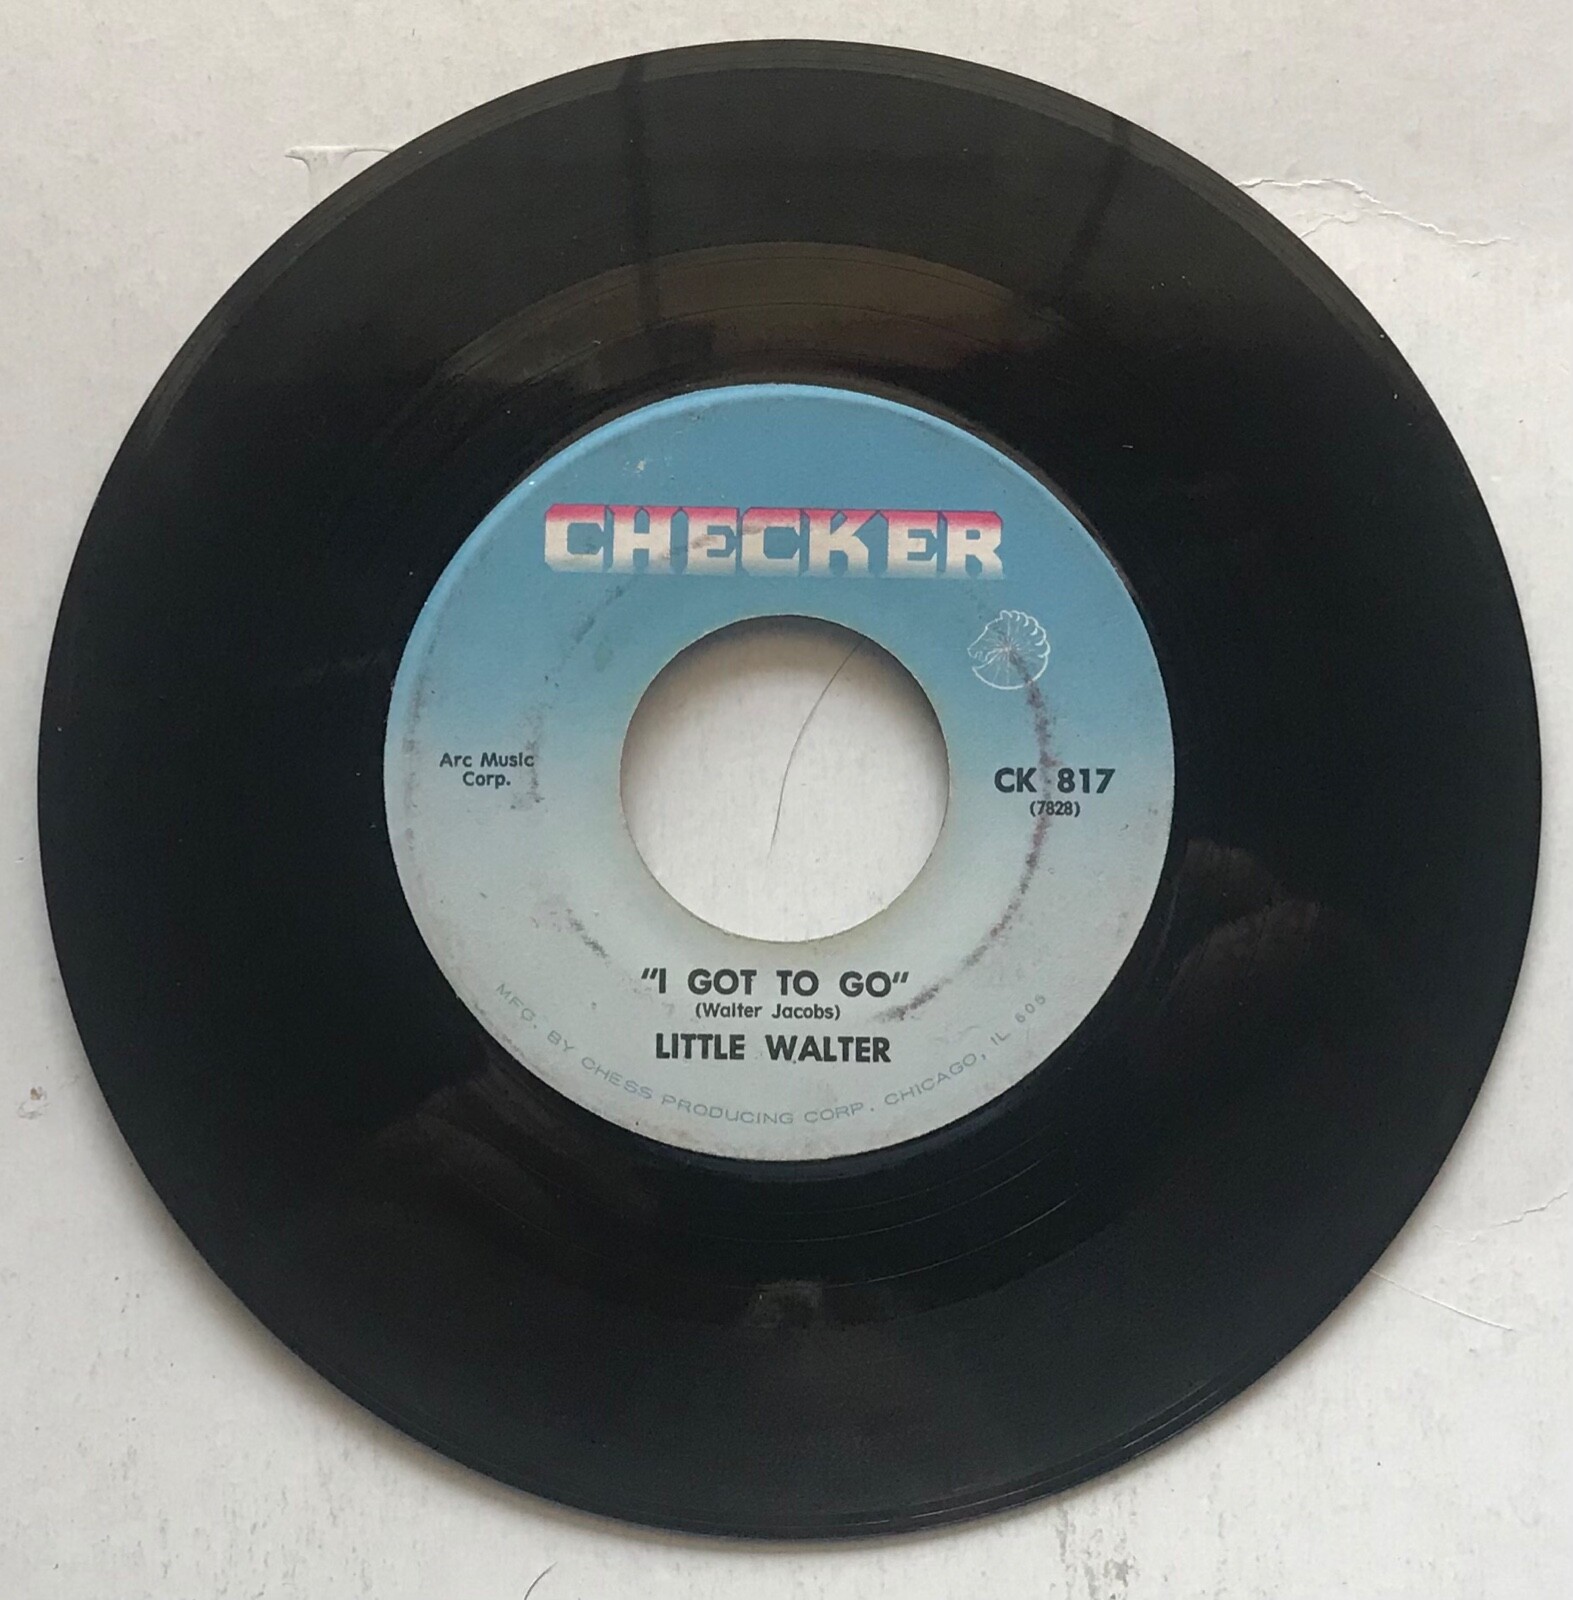 CHECKER
Arc Music
Corp.
CK 817
(7828)
"I GOT TO GO"
(Walter Jacobs)
LITTLE WALTER
MFG. BY CHESS PRODUCING CORP. CHICAGO, IL 606